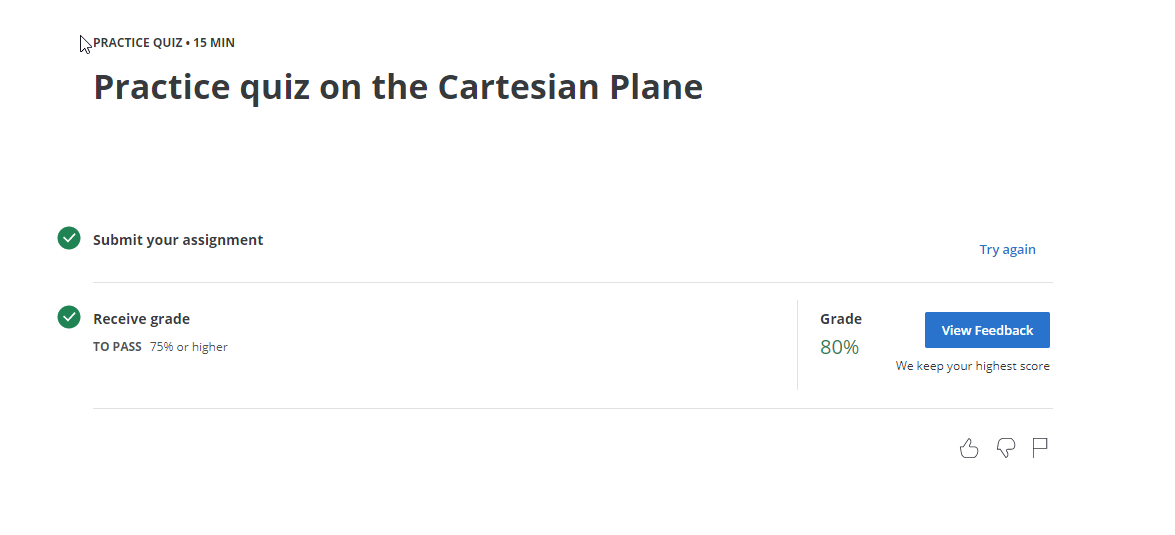 PRACTICE QUIZ • 15 MIN
Practice quiz on the Cartesian Plane
Submit your assignment
Try again
Receive grade
TO PASS 75% or higher
Grade
80%
View Feedback
We keep your highest score